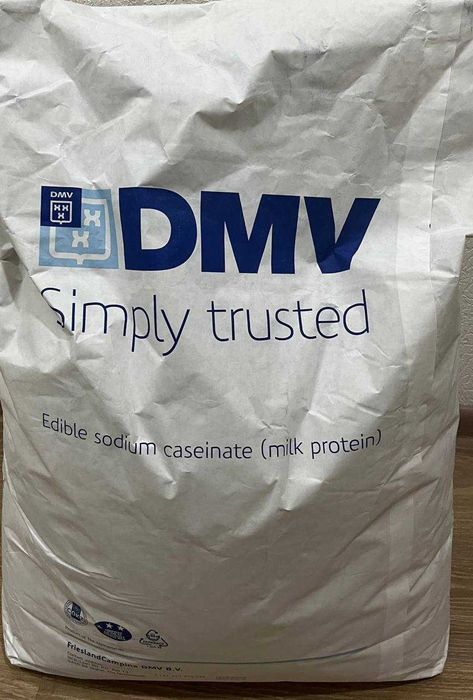 DMV
DMV
Simply trusted
Edible sodium caseinate (milk protein)
FrieslandCampina DMV B.V.